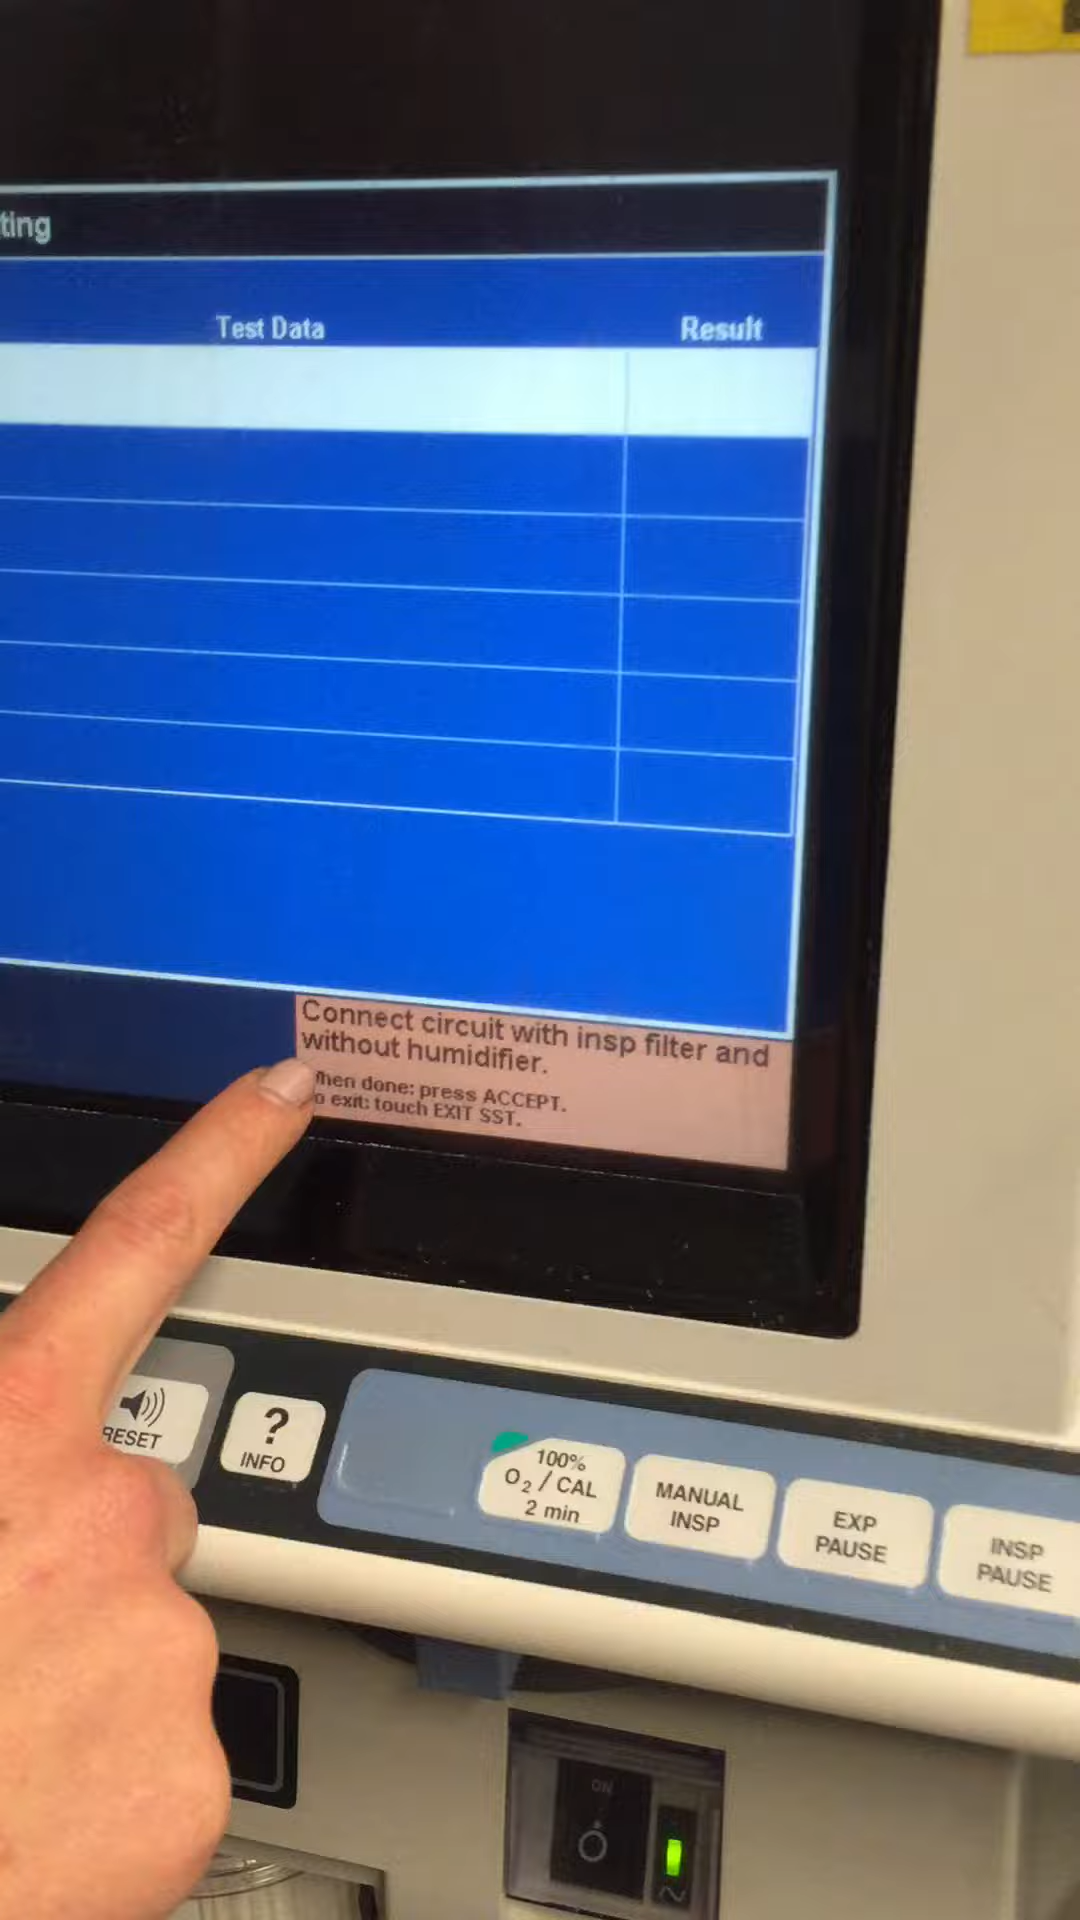 ting
Test Data Result
Connect circuit with insp filter and
without humidifier.
hen done: press ACCEPT.
o exit: touch EXIT SST.
RESET
?
INFO
100%
O2 / CAL
2 min
MANUAL
INSP
EXP
PAUSE
INSP
PAUSE
ON